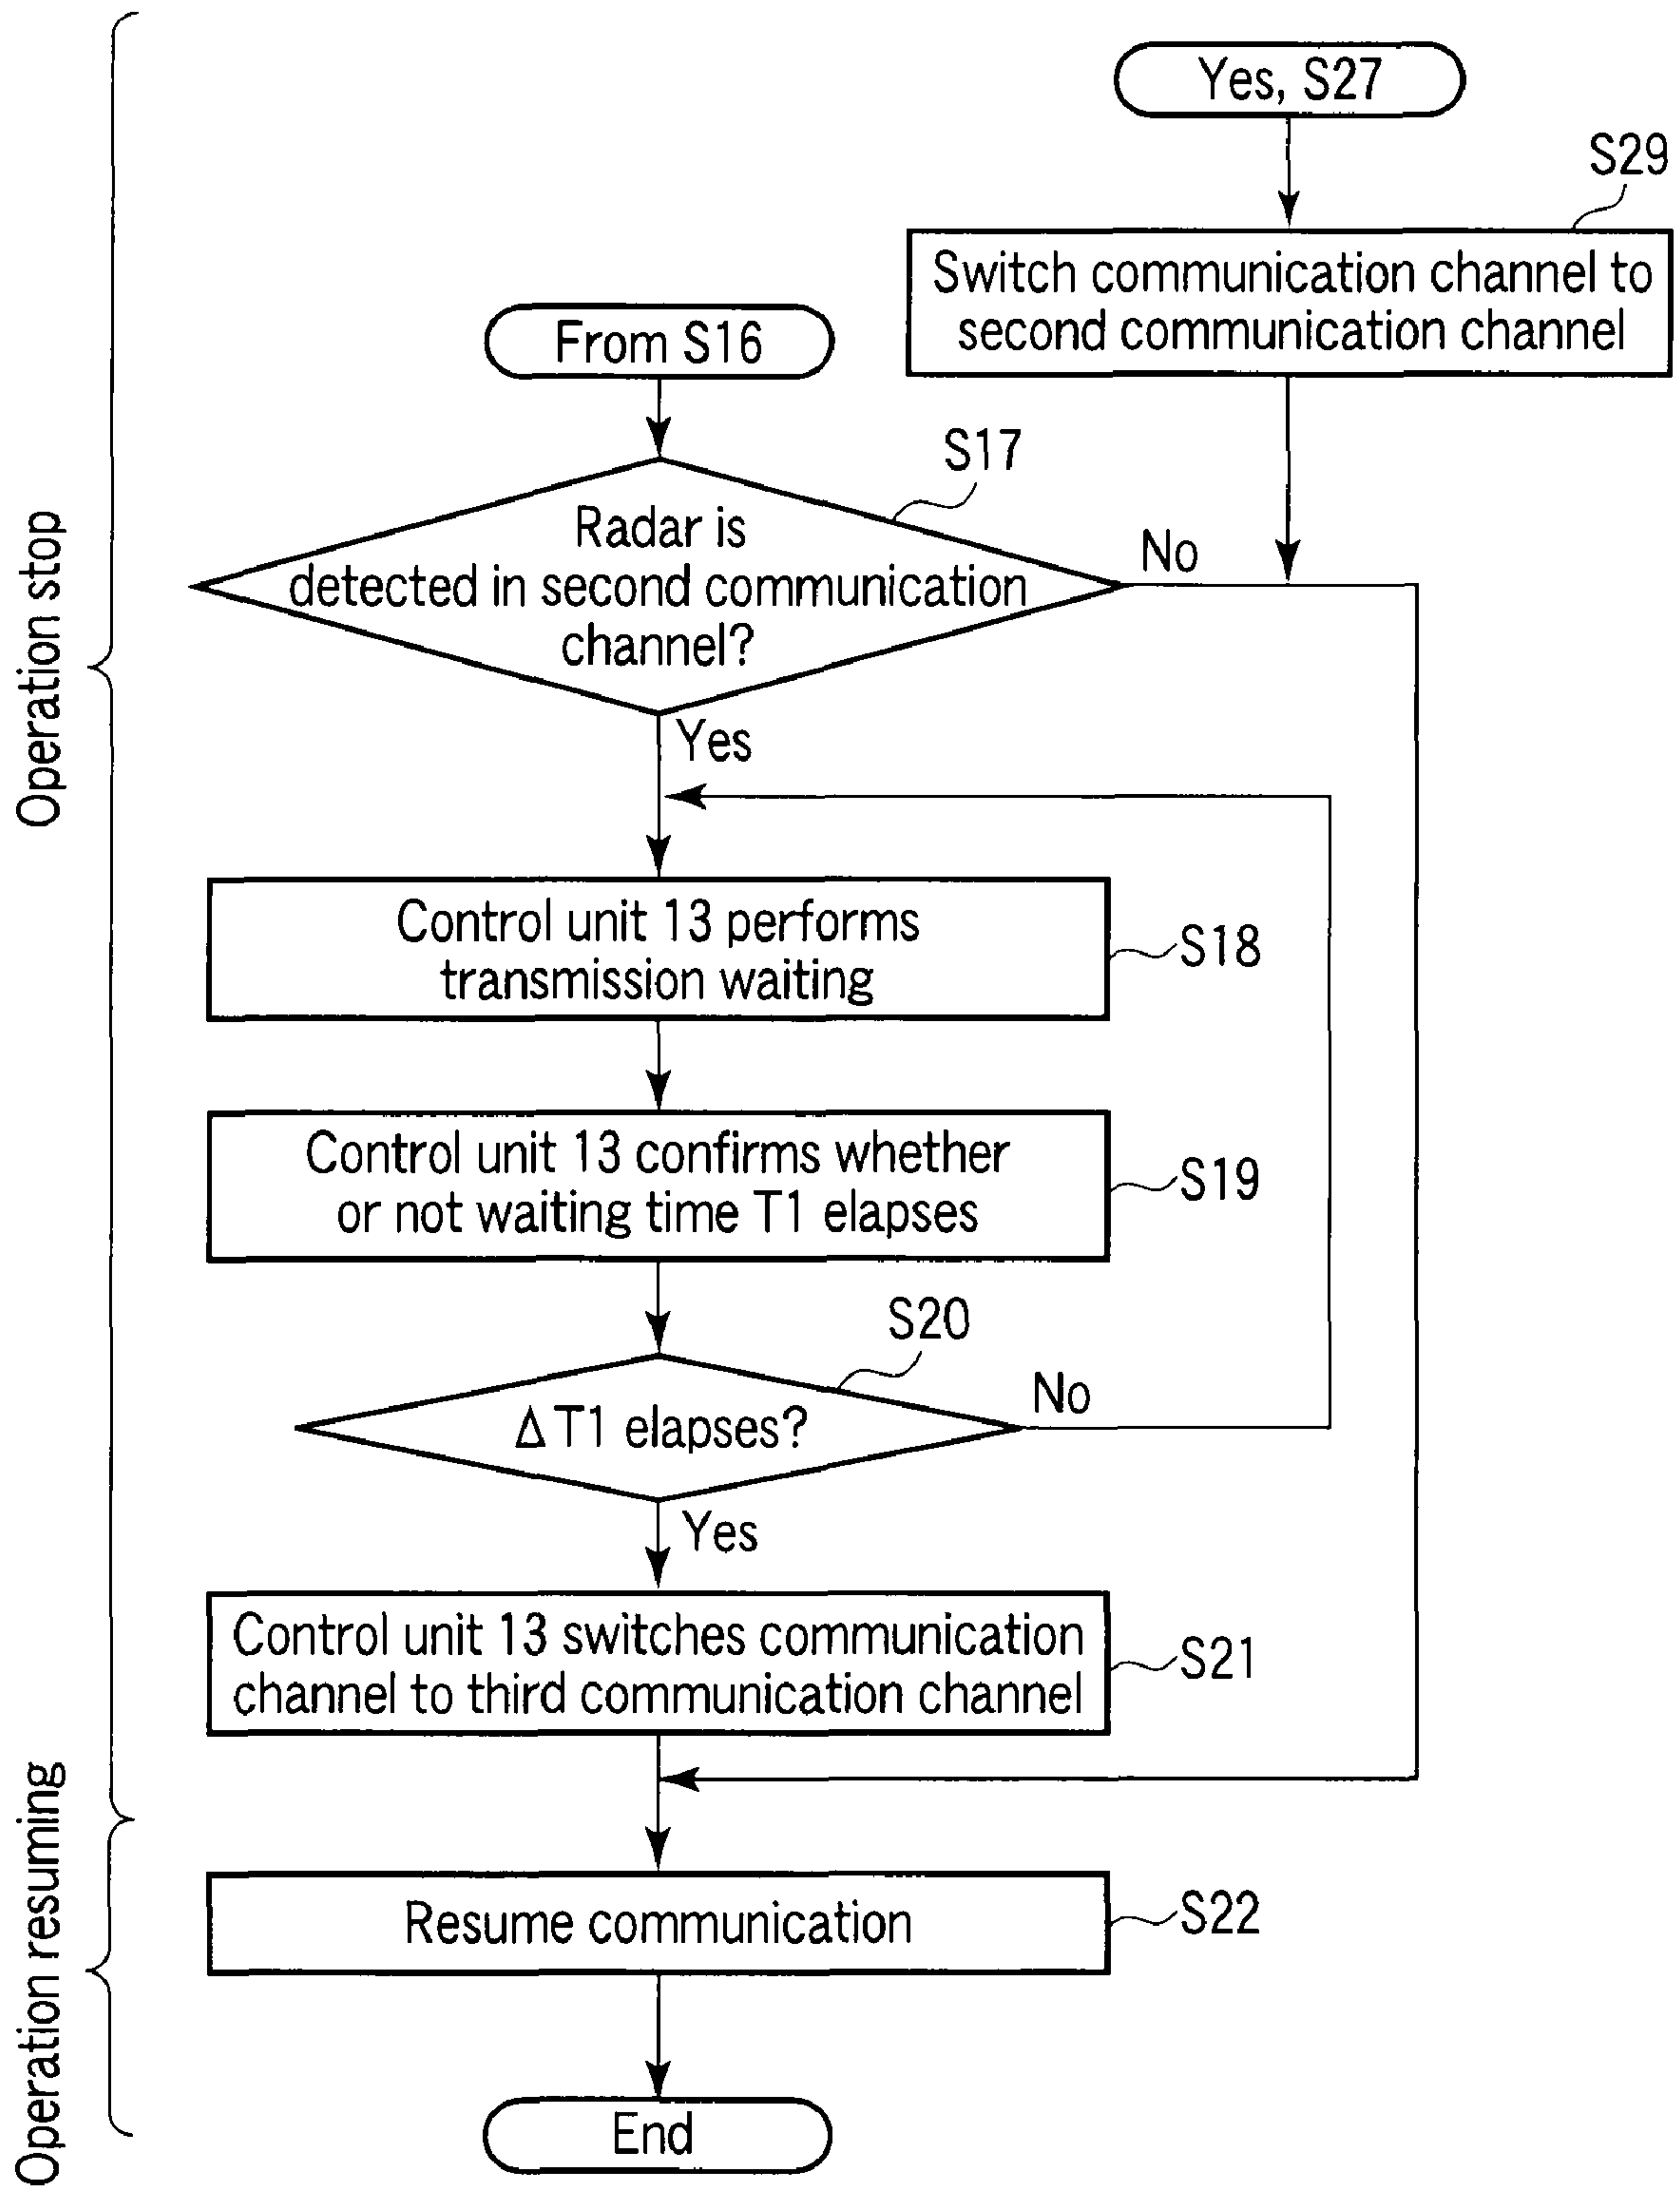 Yes, S27
S29
Switch communication channel to
second communication channel
From S16
S17
Radar is
detected in second communication
channel?
No
Yes
Operation stop
Control unit 13 performs
transmission waiting
S18
Control unit 13 confirms whether
or not waiting time T1 elapses
S19
S20
Δ T1 elapses?
No
Yes
Control unit 13 switches communication
channel to third communication channel
S21
Operation resuming
Resume communication
S22
End